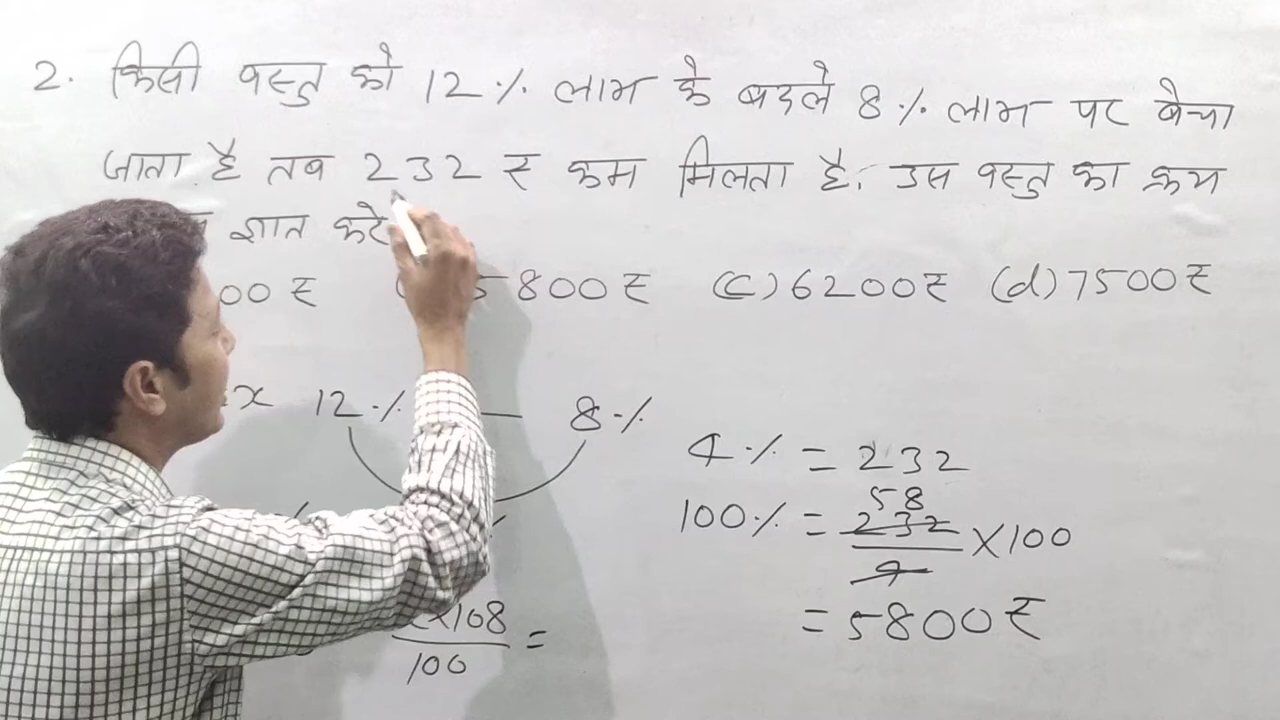 2. किसी वस्तु को 12% लाभ के बदले 8% लाभ पर बेचा
जाता है तब 232 ₹ कम मिलता है. उस वस्तु का क्रय
ज्ञात करें
00 ₹ 5800 ₹ (c) 6200 ₹ (d) 7500 ₹
x 12% — 8%
4% = 232
58
100% = 232/4 × 100
= 5800 ₹
×108/100 =